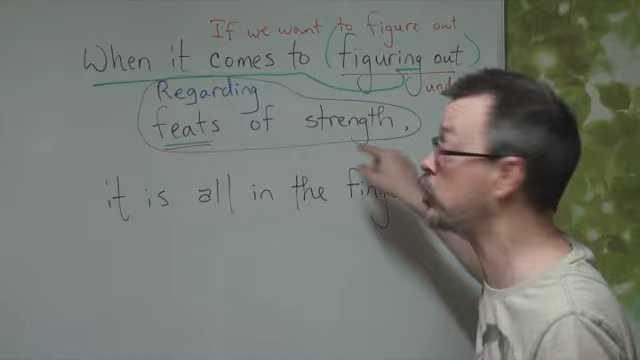 If we want to figure out
When it comes to (figuring out)
Regarding
feats of strength.
it is all in the